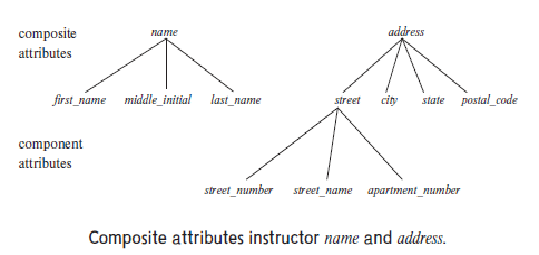 composite
attributes
name
address
first_name middle_initial last_name
street city state postal_code
component
attributes
street_number street_name apartment_number
Composite attributes instructor name and address.